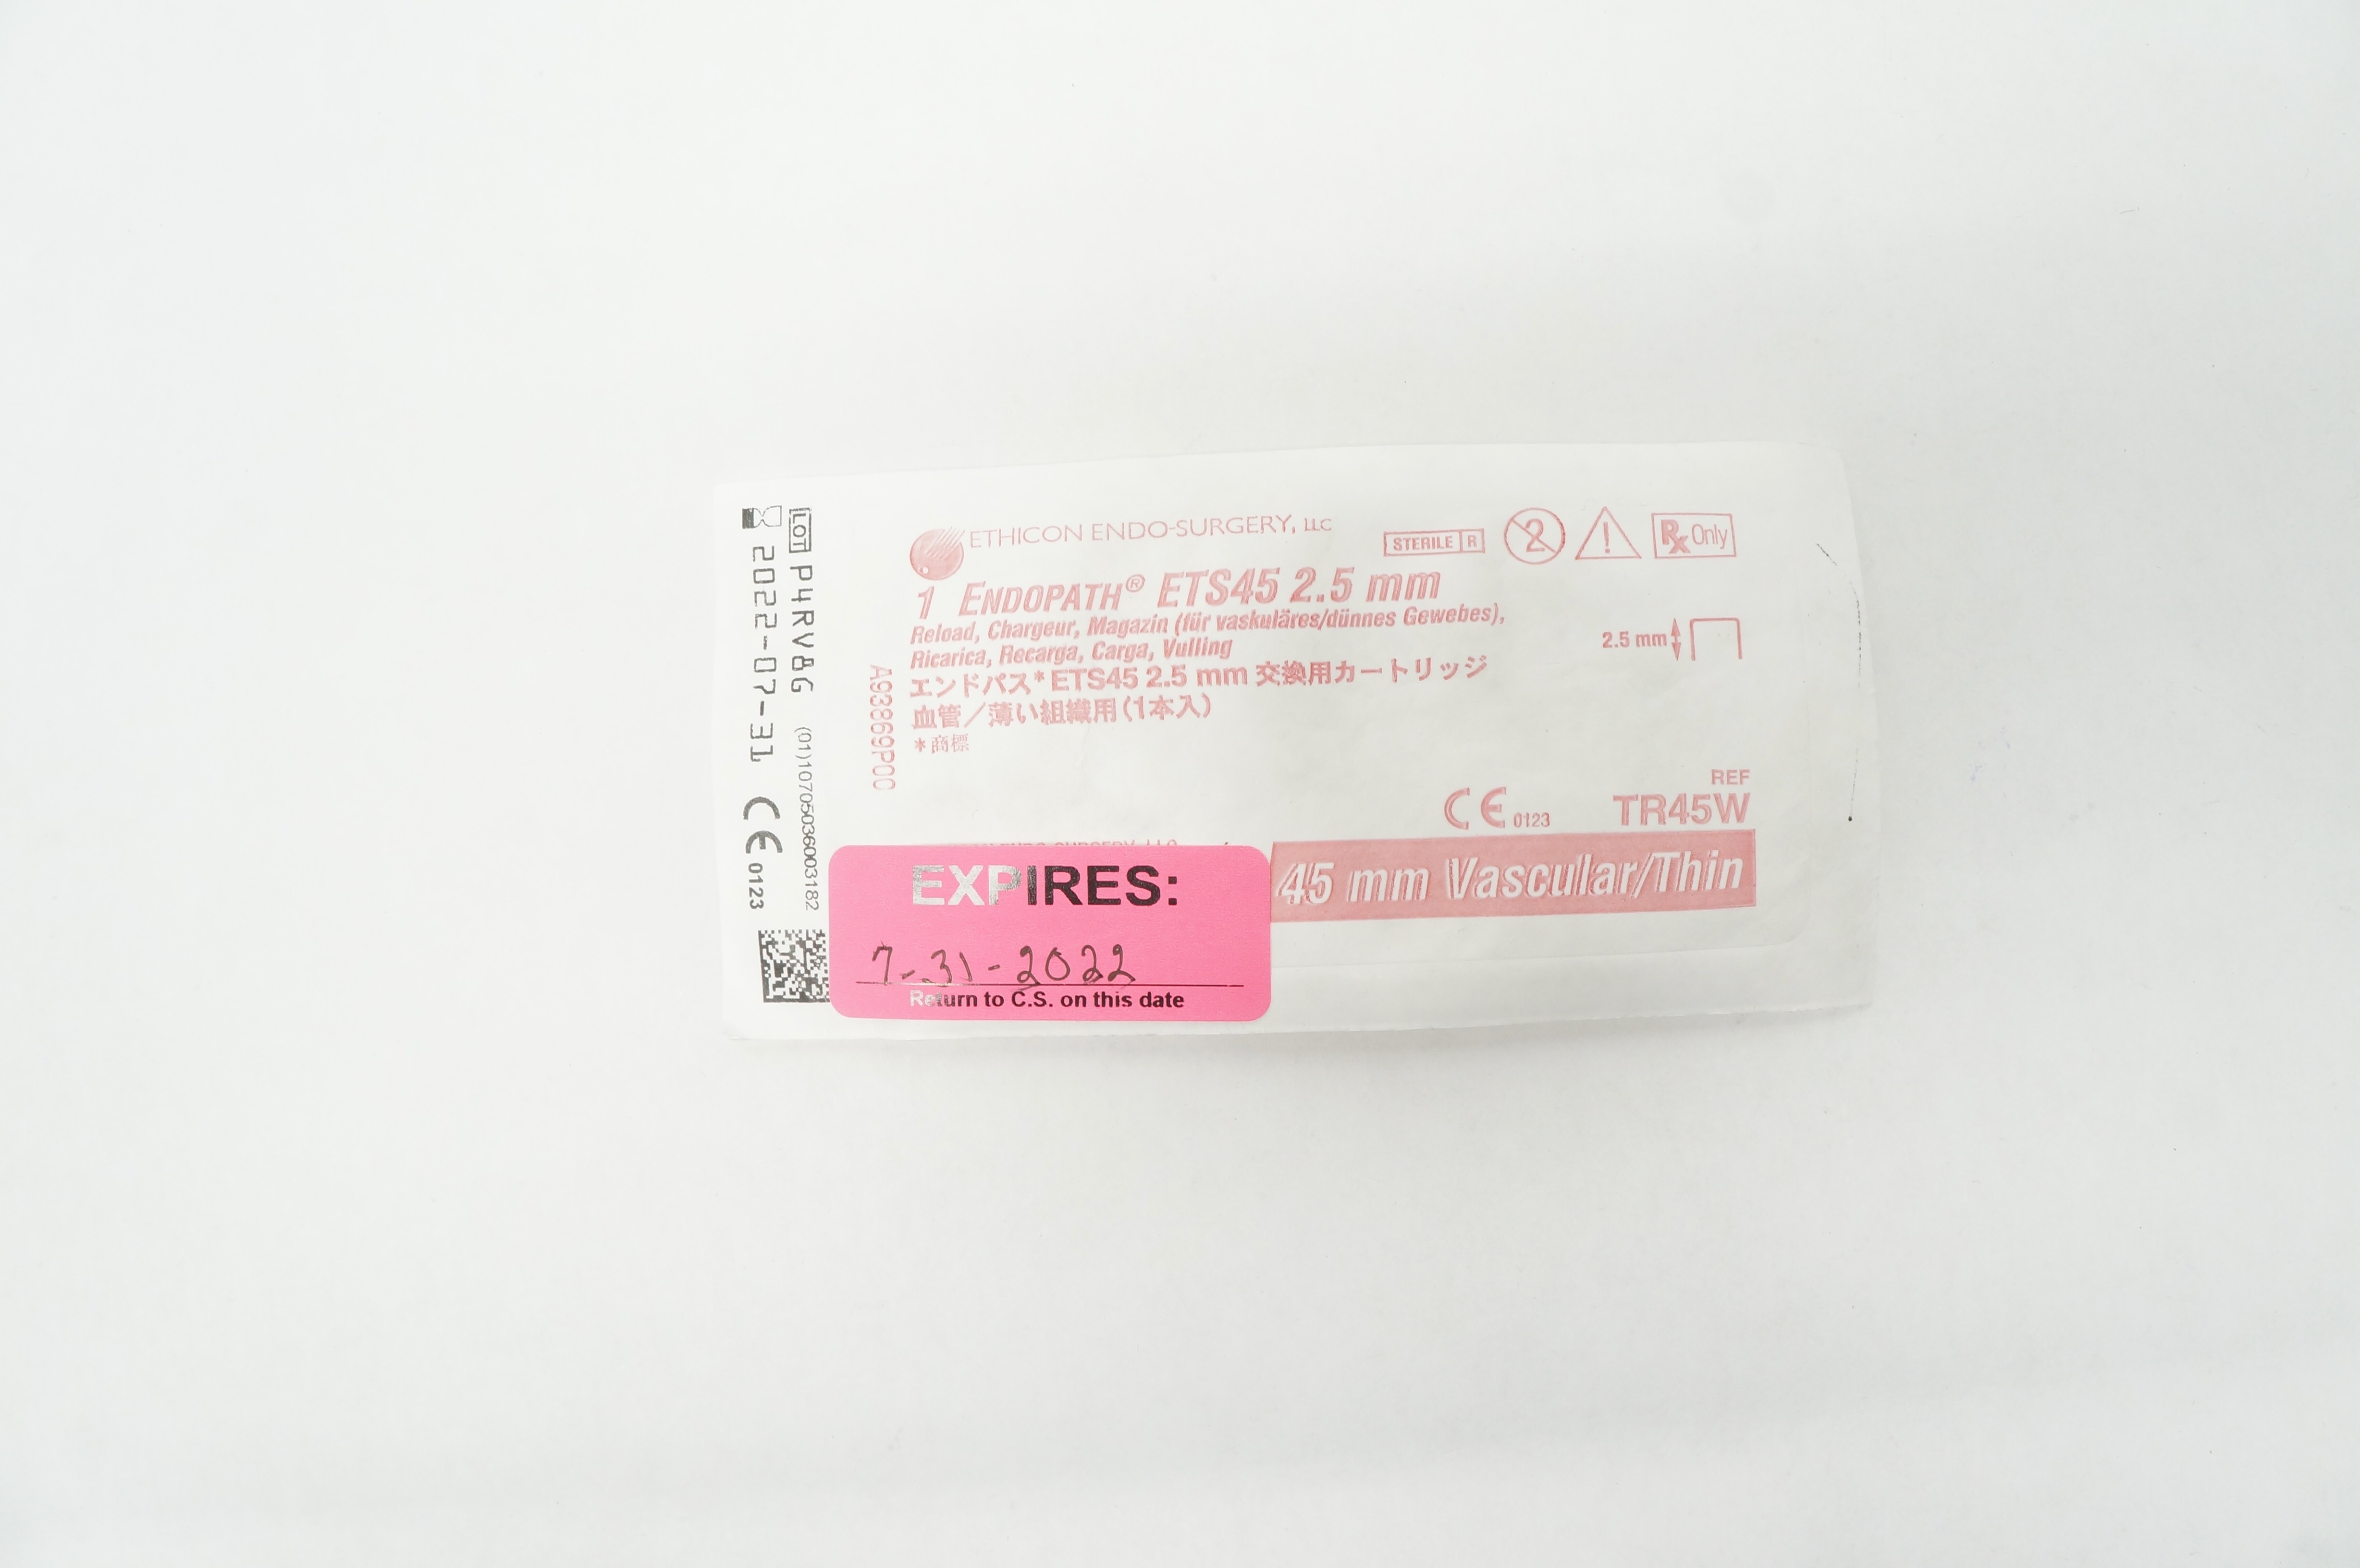 ETHICON ENDO-SURGERY, LLC
STERILE R
2
Rx Only
1 ENDOPATH® ETS45 2.5 mm
Reload, Chargeur, Magazin (für vaskuläres/dünnes Gewebes),
Ricarica, Recarga, Carga, Vulling
エンドパス* ETS45 2.5 mm 交換用カートリッジ
血管／薄い組織用（1本入）
*商標
2.5 mm
A93869P00
LOT P4RV8G (01)10705036003182
2022-07-31 CE 0123
CE 0123
REF
TR45W
45 mm Vascular/Thin
EXPIRES:
7-31-2022
Return to C.S. on this date